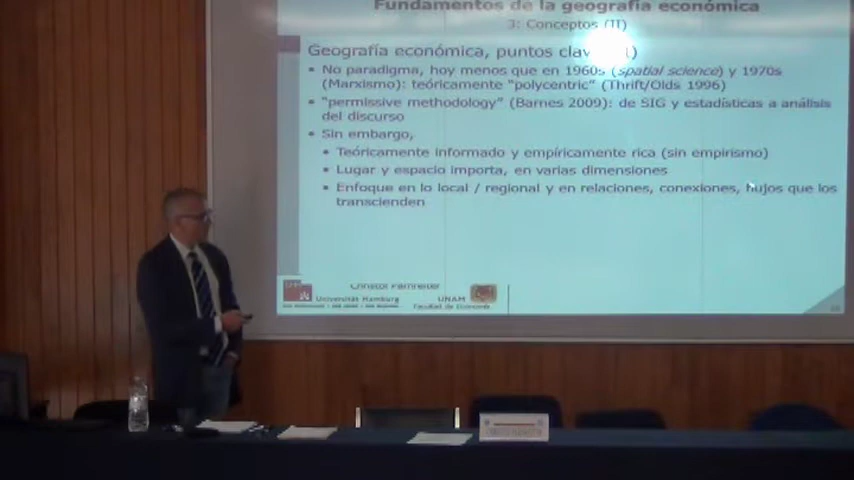 Fundamentos de la geografía económica
3: Conceptos (II)
Geografía económica, puntos clav
• No paradigma, hoy menos que en 1960s (spatial science) y 1970s
(Marxismo): teóricamente “polycentric” (Thrift/Olds 1996)
• “permissive methodology” (Barnes 2009): de SIG y estadísticas a análisis
del discurso
• Sin embargo,
• Teóricamente informado y empíricamente rica (sin empirismo)
• Lugar y espacio importa, en varias dimensiones
• Enfoque en lo local / regional y en relaciones, conexiones, flujos que los
transcienden
Christof Parnreiter
Universität Hamburg
UNAM
Facultad de Economía